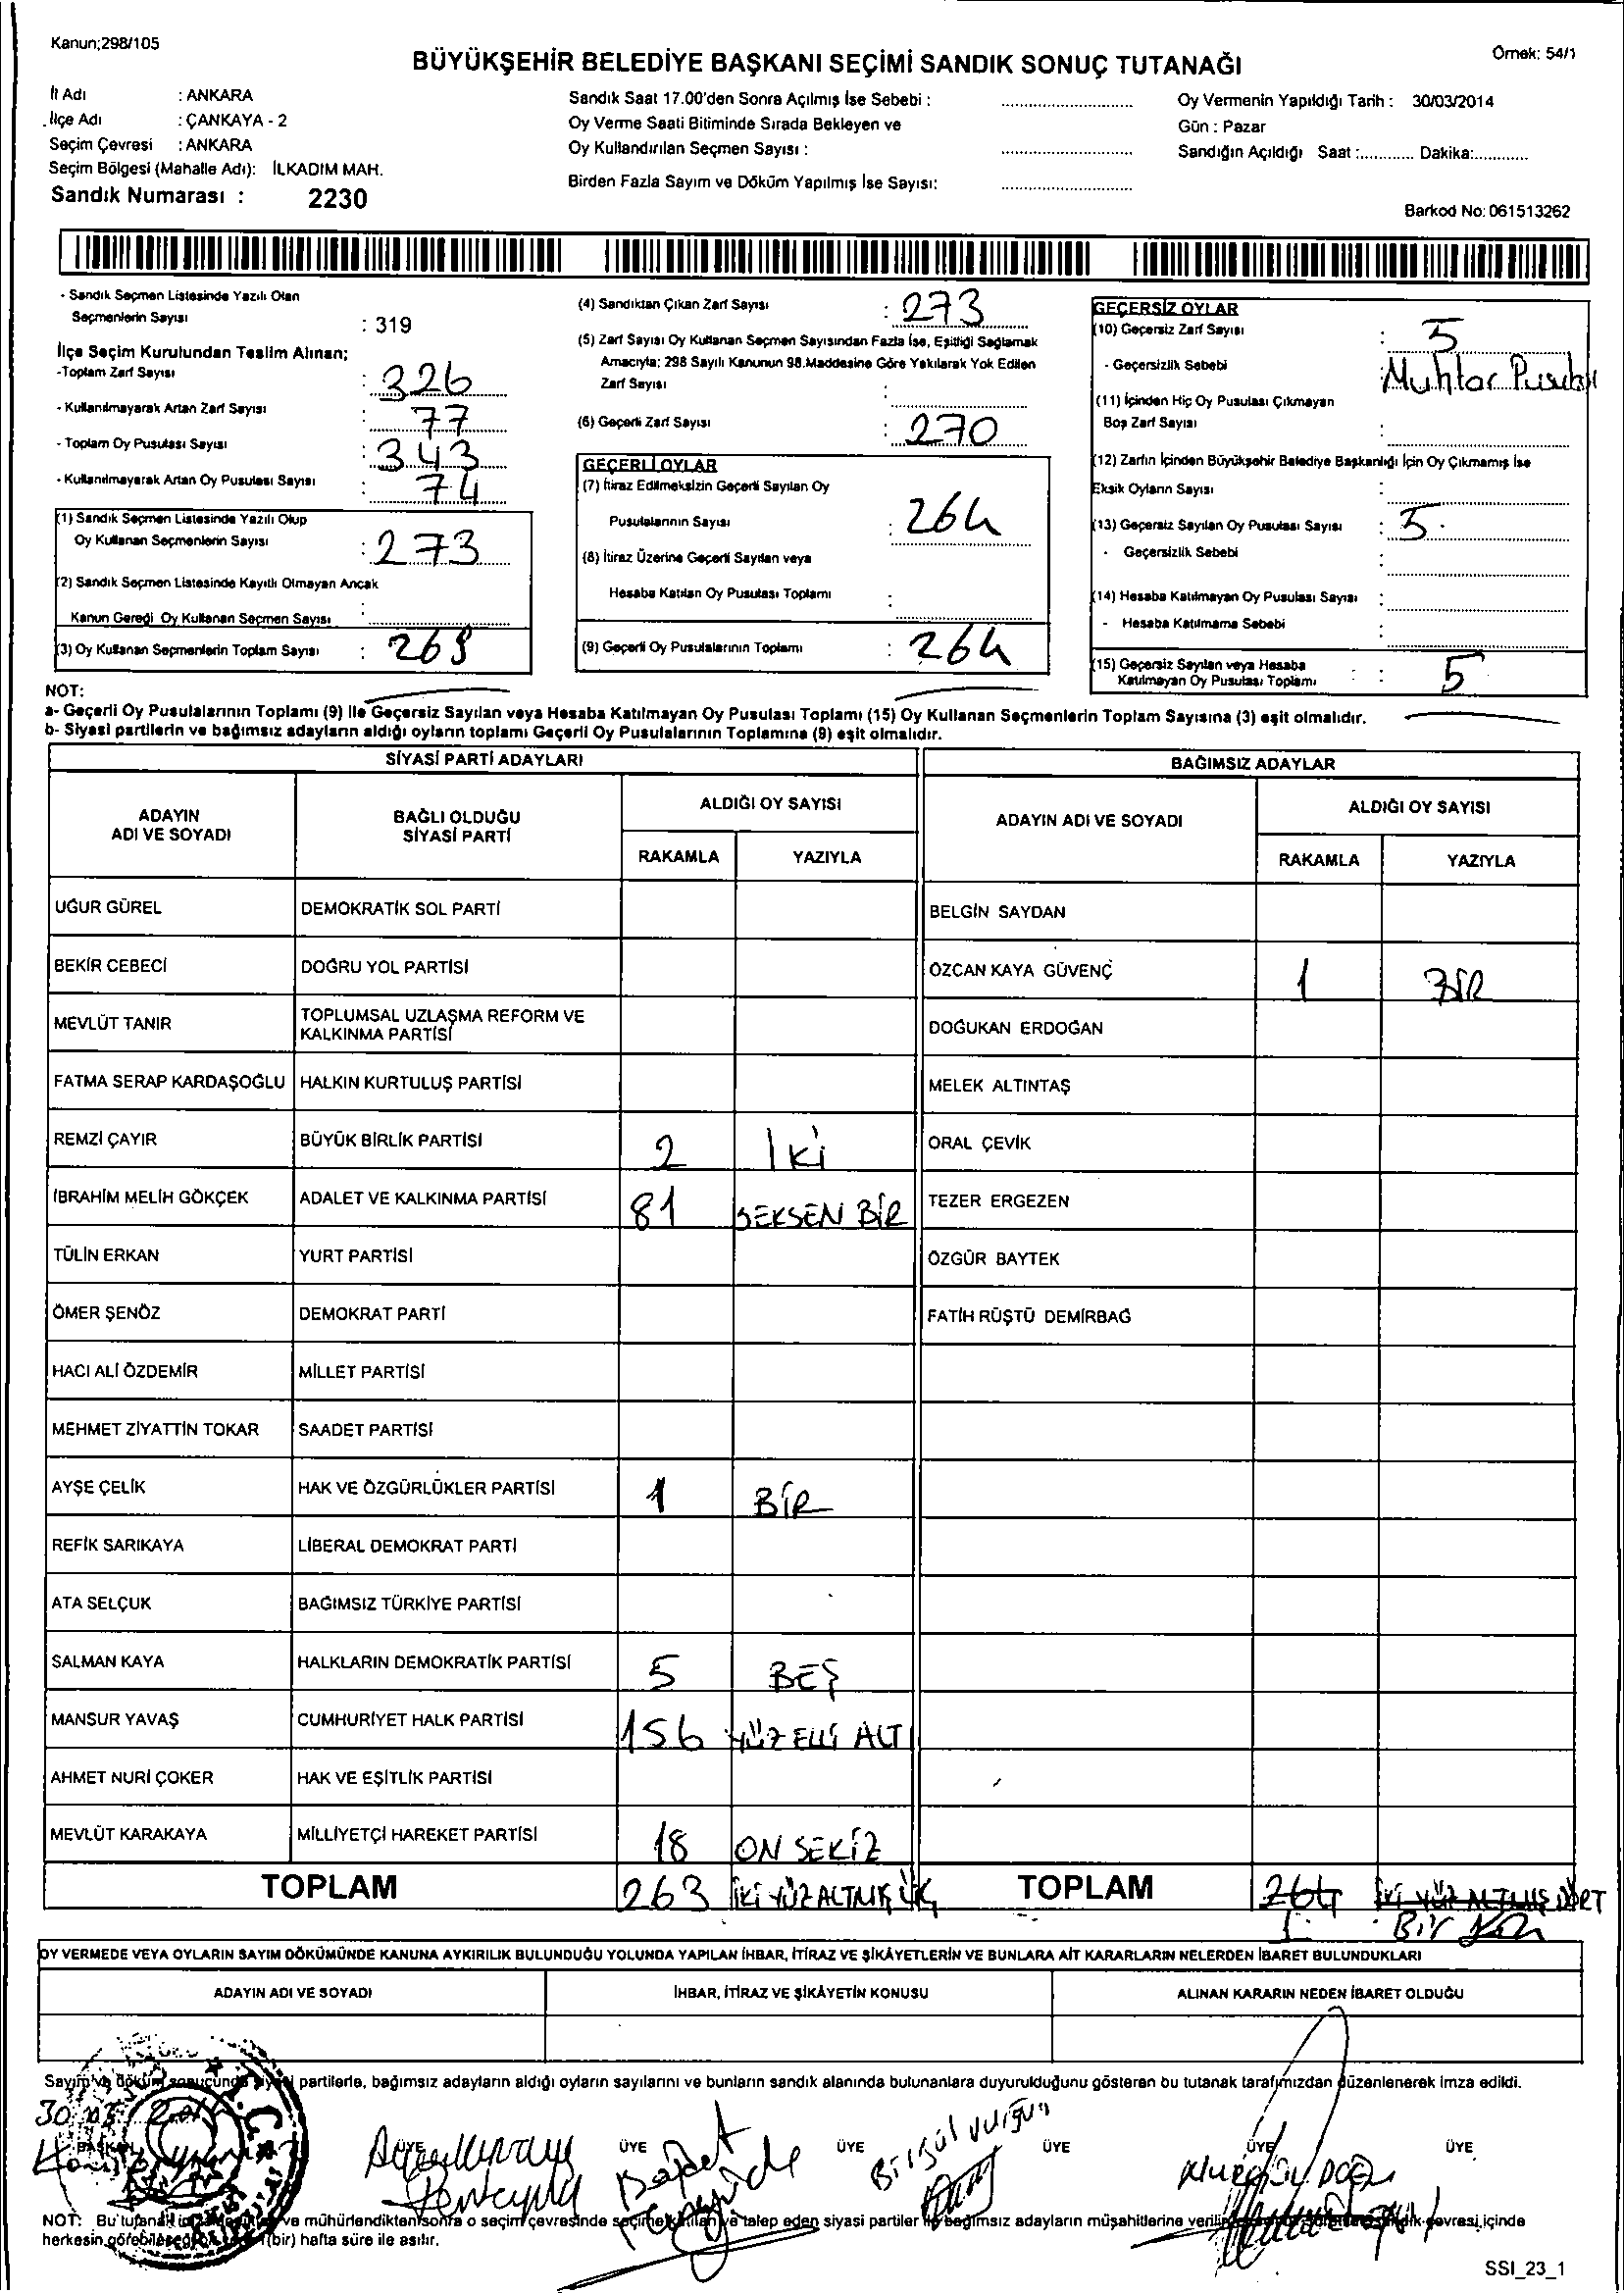 Kanun;298/105
BÜYÜKŞEHİR BELEDİYE BAŞKANI SEÇİMİ SANDIK SONUÇ TUTANAĞI
Örnek: 54/1
İl Adı : ANKARA
İlçe Adı : ÇANKAYA - 2
Seçim Çevresi : ANKARA
Seçim Bölgesi (Mahalle Adı): İLKADIM MAH.
Sandık Numarası : 2230
Sandık Saat 17.00'den Sonra Açılmış İse Sebebi :
Oy Verme Saati Bitiminde Sırada Bekleyen ve
Oy Kullandırılan Seçmen Sayısı :
Birden Fazla Sayım ve Döküm Yapılmış İse Sayısı:
Oy Vermenin Yapıldığı Tarih : 30/03/2014
Gün : Pazar
Sandığın Açıldığı Saat :............ Dakika:............
Barkod No: 061513262
- Sandık Seçmen Listesinde Yazılı Olan
Seçmenlerin Sayısı : 319
İlçe Seçim Kurulundan Teslim Alınan;
-Toplam Zarf Sayısı : 326
- Kullanılmayarak Artan Zarf Sayısı : 77
- Toplam Oy Pusulası Sayısı : 343
- Kullanılmayarak Artan Oy Pusulası Sayısı : 74
(1) Sandık Seçmen Listesinde Yazılı Olup
Oy Kullanan Seçmenlerin Sayısı : 273
(2) Sandık Seçmen Listesinde Kayıtlı Olmayan Ancak
Kanun Gereği Oy Kullanan Seçmen Sayısı :
(3) Oy Kullanan Seçmenlerin Toplam Sayısı : 269
(4) Sandıktan Çıkan Zarf Sayısı : 273
(5) Zarf Sayısı Oy Kullanan Seçmen Sayısından Fazla İse, Eşitliği Sağlamak
Amacıyla; 298 Sayılı Kanunun 98.Maddesine Göre Yakılarak Yok Edilen
Zarf Sayısı :
(6) Geçerli Zarf Sayısı : 270
GEÇERLİ OYLAR
(7) İtiraz Edilmeksizin Geçerli Sayılan Oy
Pusulalarının Sayısı : 264
(8) İtiraz Üzerine Geçerli Sayılan veya
Hesaba Katılan Oy Pusulası Toplamı :
(9) Geçerli Oy Pusulalarının Toplamı : 264
GEÇERSİZ OYLAR
(10) Geçersiz Zarf Sayısı : 5
- Geçersizlik Sebebi : Muhtar
(11) İçinden Hiç Oy Pusulası Çıkmayan
Boş Zarf Sayısı :
(12) Zarfın İçinden Büyükşehir Belediye Başkanlığı İçin Oy Çıkmamış İse
Eksik Oyların Sayısı :
(13) Geçersiz Sayılan Oy Pusulası Sayısı : 5
- Geçersizlik Sebebi :
(14) Hesaba Katılmayan Oy Pusulası Sayısı :
- Hesaba Katılmama Sebebi :
(15) Geçersiz Sayılan veya Hesaba
Katılmayan Oy Pusulası Toplamı : 5
NOT:
a- Geçerli Oy Pusulalarının Toplamı (9) İle Geçersiz Sayılan veya Hesaba Katılmayan Oy Pusulası Toplamı (15) Oy Kullanan Seçmenlerin Toplam Sayısına (3) eşit olmalıdır.
b- Siyasi partilerin ve bağımsız adayların aldığı oyların toplamı Geçerli Oy Pusulalarının Toplamına (9) eşit olmalıdır.
SİYASİ PARTİ ADAYLARI BAĞIMSIZ ADAYLAR
ADAYIN ADI VE SOYADI BAĞLI OLDUĞU SİYASİ PARTİ ALDIĞI OY SAYISI ADAYIN ADI VE SOYADI ALDIĞI OY SAYISI
RAKAMLA YAZIYLA RAKAMLA YAZIYLA
UĞUR GÜREL DEMOKRATİK SOL PARTİ BELGİN SAYDAN
BEKİR CEBECİ DOĞRU YOL PARTİSİ ÖZCAN KAYA GÜVENÇ 1 BİR
MEVLÜT TANIR TOPLUMSAL UZLAŞMA REFORM VE KALKINMA PARTİSİ DOĞUKAN ERDOĞAN
FATMA SERAP KARDAŞOĞLU HALKIN KURTULUŞ PARTİSİ MELEK ALTINTAŞ
REMZİ ÇAYIR BÜYÜK BİRLİK PARTİSİ 2 İki ORAL ÇEVİK
İBRAHİM MELİH GÖKÇEK ADALET VE KALKINMA PARTİSİ 81 SEKSEN BİR TEZER ERGEZEN
TÜLİN ERKAN YURT PARTİSİ ÖZGÜR BAYTEK
ÖMER ŞENÖZ DEMOKRAT PARTİ FATİH RÜŞTÜ DEMİRBAĞ
HACI ALİ ÖZDEMİR MİLLET PARTİSİ
MEHMET ZİYATTİN TOKAR SAADET PARTİSİ
AYŞE ÇELİK HAK VE ÖZGÜRLÜKLER PARTİSİ 1 BİR
REFİK SARIKAYA LİBERAL DEMOKRAT PARTİ
ATA SELÇUK BAĞIMSIZ TÜRKİYE PARTİSİ
SALMAN KAYA HALKLARIN DEMOKRATİK PARTİSİ 5 BEŞ
MANSUR YAVAŞ CUMHURİYET HALK PARTİSİ 156 YÜZ ELLİ ALT
AHMET NURİ ÇOKER HAK VE EŞİTLİK PARTİSİ
MEVLÜT KARAKAYA MİLLİYETÇİ HAREKET PARTİSİ 18 ON SEKİZ
TOPLAM 263 İKİ YÜZ ALTMIŞ ÜÇ TOPLAM 264 İKİ YÜZ ALTMIŞ DÖRT
1 Bir
OY VERMEDE VEYA OYLARIN SAYIM DÖKÜMÜNDE KANUNA AYKIRILIK BULUNDUĞU YOLUNDA YAPILAN İHBAR, İTİRAZ VE ŞİKÂYETLERİN VE BUNLARA AİT KARARLARIN NELERDEN İBARET BULUNDUKLARI
ADAYIN ADI VE SOYADI İHBAR, İTİRAZ VE ŞİKÂYETİN KONUSU ALINAN KARARIN NEDEN İBARET OLDUĞU
Sayım ve döküm sonucunda siyasi partilerle, bağımsız adayların aldığı oyların sayılarını ve bunların sandık alanında bulunanlara duyurulduğunu gösteren bu tutanak tarafımızdan düzenlenerek imza edildi.
30 03 2014
BAŞKAN ÜYE ÜYE ÜYE ÜYE ÜYE ÜYE
Birgül Vurgun
NOT: Bu tutanak ve mühürlendikten sonra o seçim çevresinde seçime katılan ve talep eden siyasi partiler ile bağımsız adayların müşahitlerine çevresi içinde
herkesin görebileceği (bir) hafta süre ile asılır.
SSI_23_1